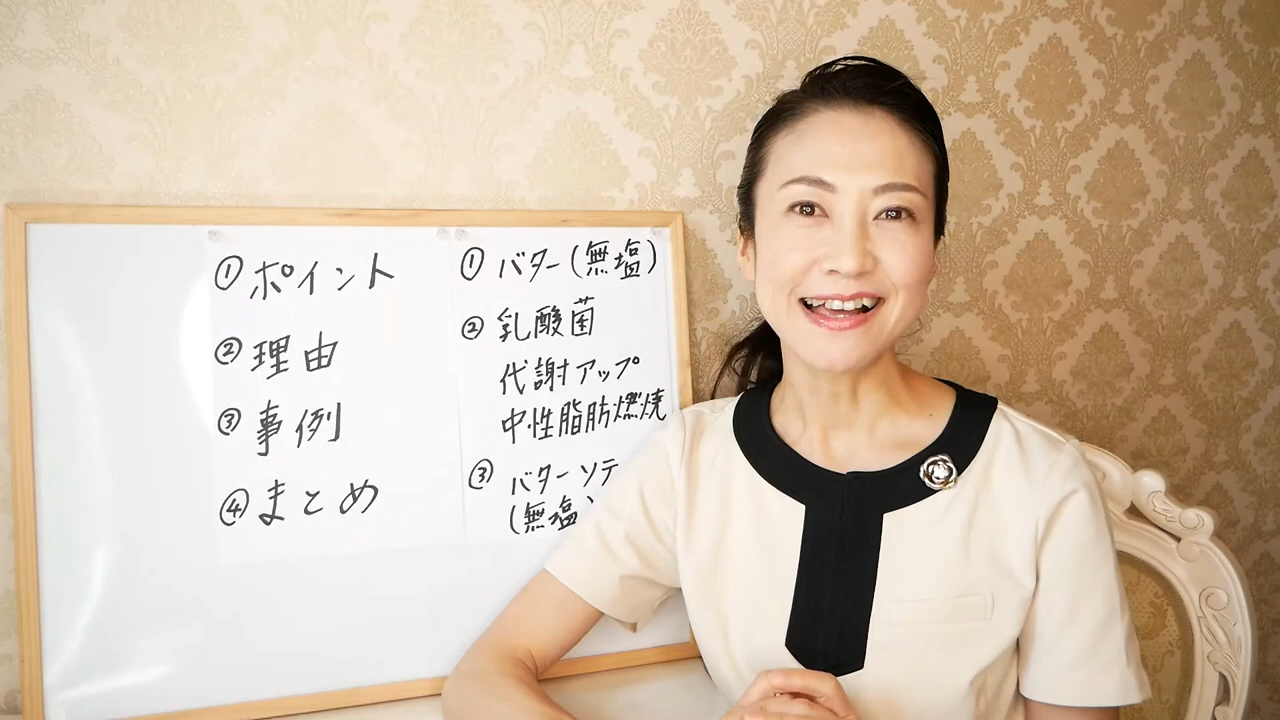 ①ポイント
②理由
③事例
④まとめ
①バター(無塩)
②乳酸菌
代謝アップ
中性脂肪燃焼
③バターソテ
(無塩